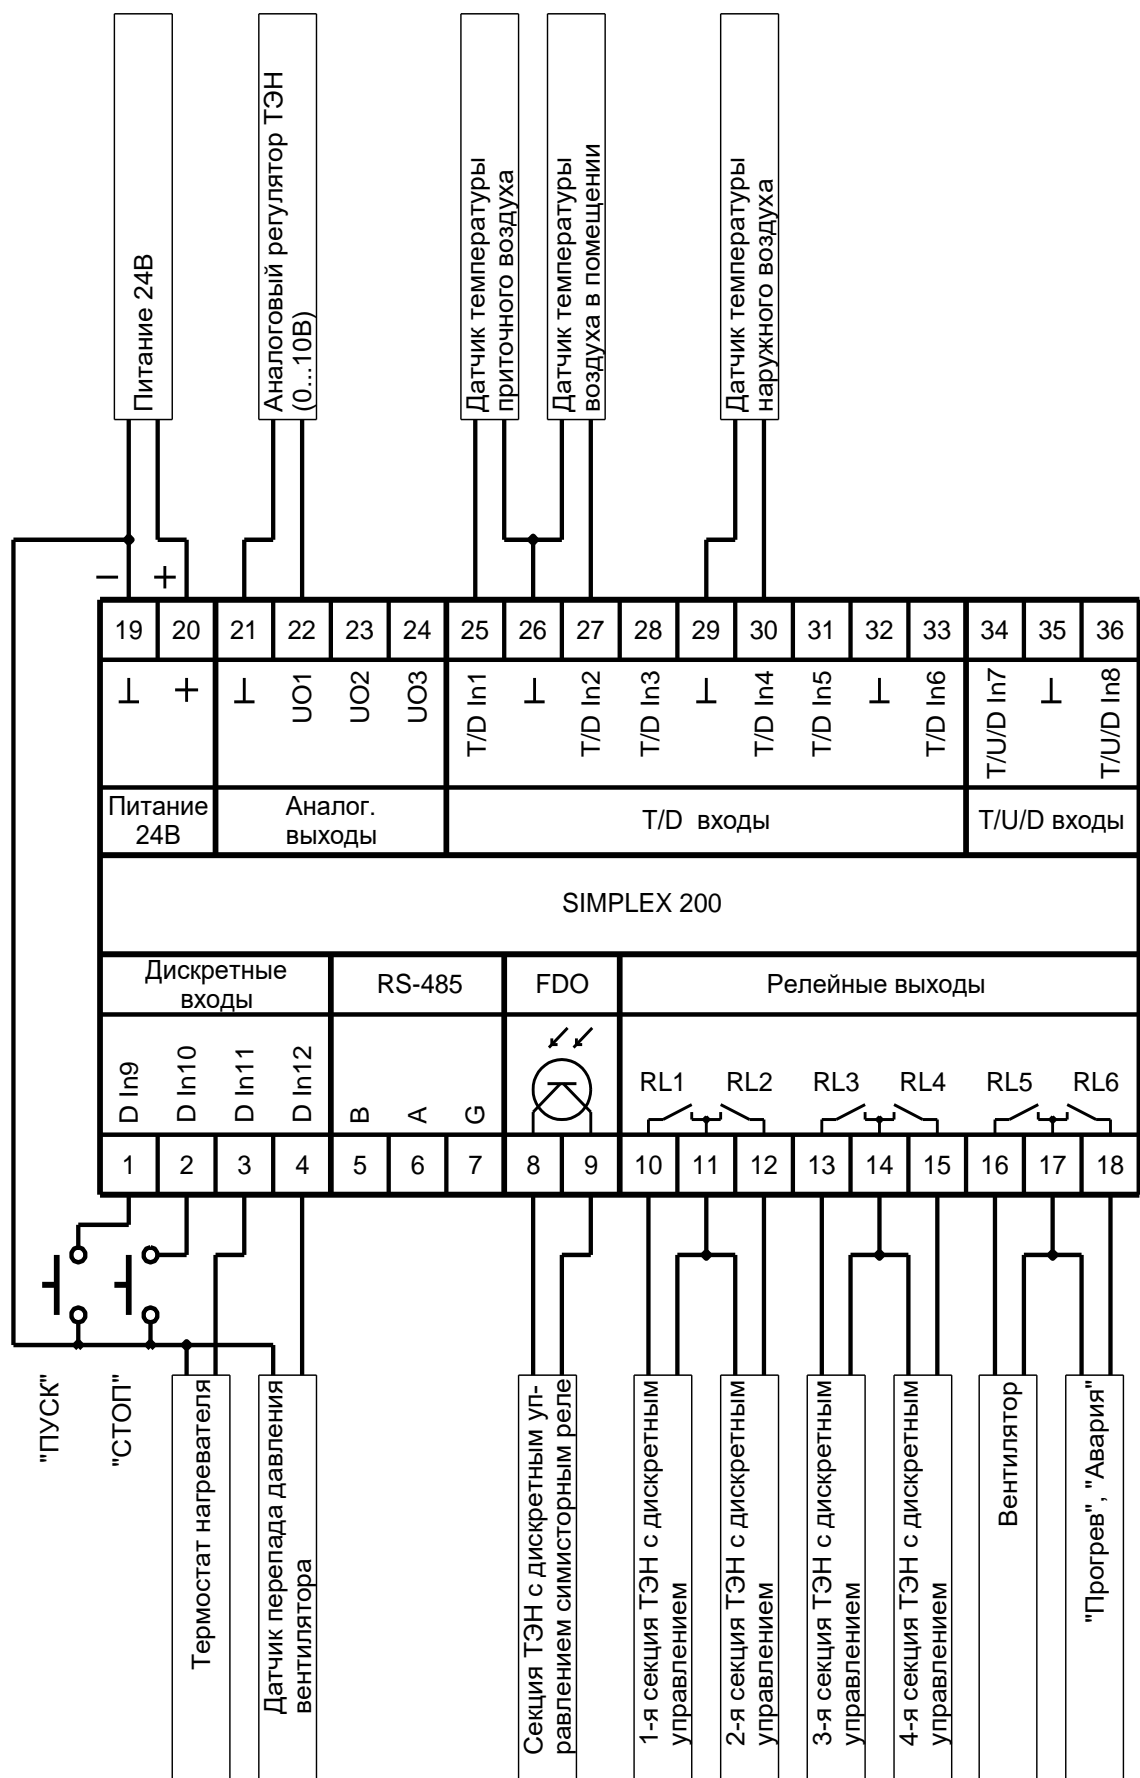 Питание 24В
Аналоговый регулятор ТЭН
(0...10В)
Датчик температуры
приточного воздуха
Датчик температуры
воздуха в помещении
Датчик температуры
наружного воздуха
− +
19 20 21 22 23 24 25 26 27 28 29 30 31 32 33 34 35 36
⊥ + ⊥ UO1 UO2 UO3 T/D In1 ⊥ T/D In2 T/D In3 ⊥ T/D In4 T/D In5 ⊥ T/D In6 T/U/D In7 ⊥ T/U/D In8
Питание
24В
Аналог.
выходы
T/D входы
T/U/D входы
SIMPLEX 200
Дискретные
входы
RS-485
FDO
Релейные выходы
D In9 D In10 D In11 D In12 B A G
RL1 RL2 RL3 RL4 RL5 RL6
1 2 3 4 5 6 7 8 9 10 11 12 13 14 15 16 17 18
"ПУСК"
"СТОП"
Термостат нагревателя
Датчик перепада давления
вентилятора
Секция ТЭН с дискретным уп-
равлением симисторным реле
1-я секция ТЭН с дискретным
управлением
2-я секция ТЭН с дискретным
управлением
3-я секция ТЭН с дискретным
управлением
4-я секция ТЭН с дискретным
управлением
Вентилятор
"Прогрев", "Авария"